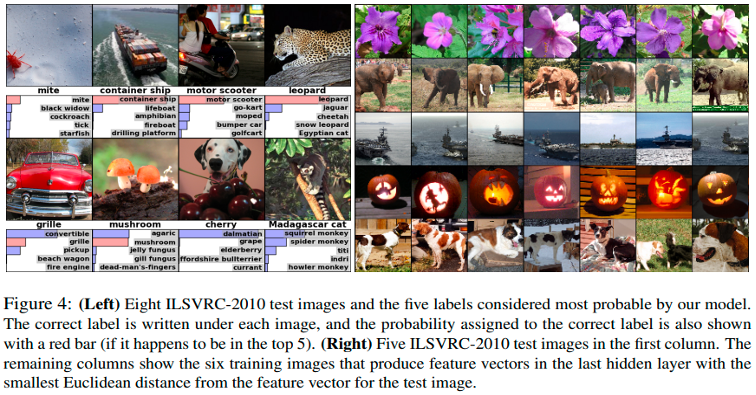 mite
container ship
motor scooter
leopard
mite
black widow
cockroach
tick
starfish
container ship
lifeboat
amphibian
fireboat
drilling platform
motor scooter
go-kart
moped
bumper car
golfcart
leopard
jaguar
cheetah
snow leopard
Egyptian cat
grille
mushroom
cherry
Madagascar cat
convertible
grille
pickup
beach wagon
fire engine
agaric
mushroom
jelly fungus
gill fungus
dead-man's-fingers
dalmatian
grape
elderberry
ffordshire bullterrier
currant
squirrel monkey
spider monkey
titi
indri
howler monkey
Figure 4: (Left) Eight ILSVRC-2010 test images and the five labels considered most probable by our model.
The correct label is written under each image, and the probability assigned to the correct label is also shown
with a red bar (if it happens to be in the top 5). (Right) Five ILSVRC-2010 test images in the first column. The
remaining columns show the six training images that produce feature vectors in the last hidden layer with the
smallest Euclidean distance from the feature vector for the test image.